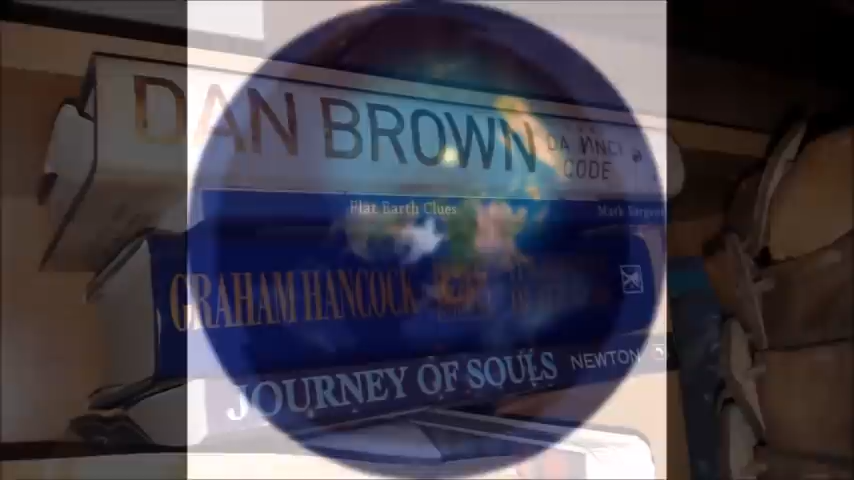 DAN BROWN
DA VINCI
CODE
Flat Earth Clues Mark Sargent
GRAHAM HANCOCK
JOURNEY OF SOULS NEWTON